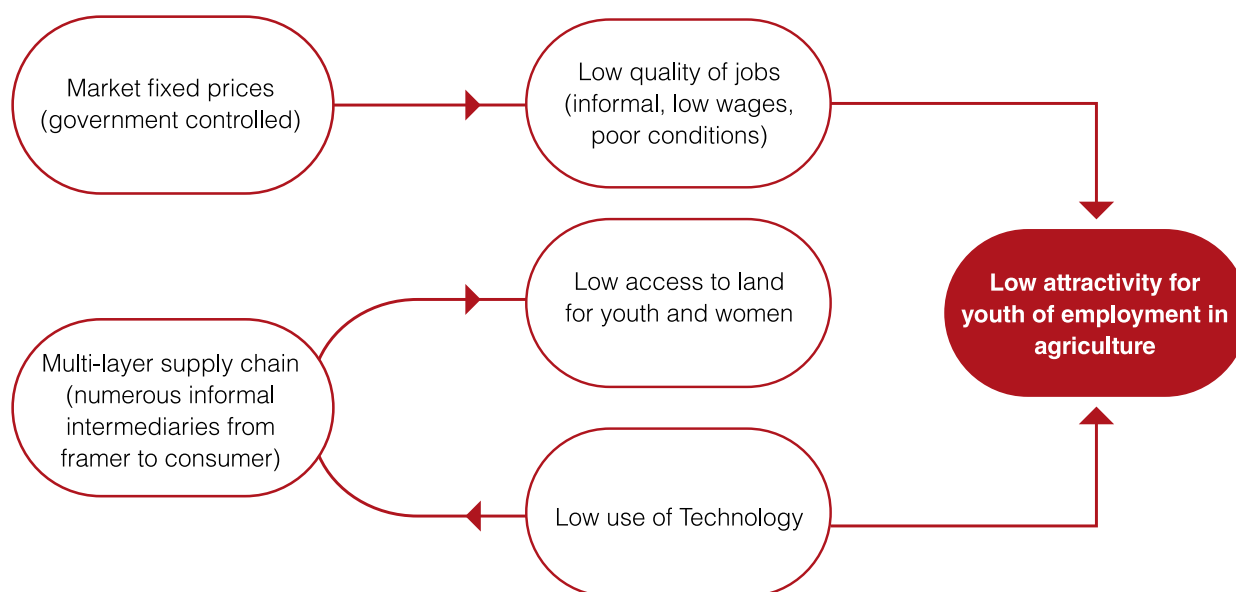 Market fixed prices
(government controlled)
Low quality of jobs
(informal, low wages,
poor conditions)
Low access to land
for youth and women
Multi-layer supply chain
(numerous informal
intermediaries from
framer to consumer)
Low use of Technology
Low attractivity for
youth of employment in
agriculture